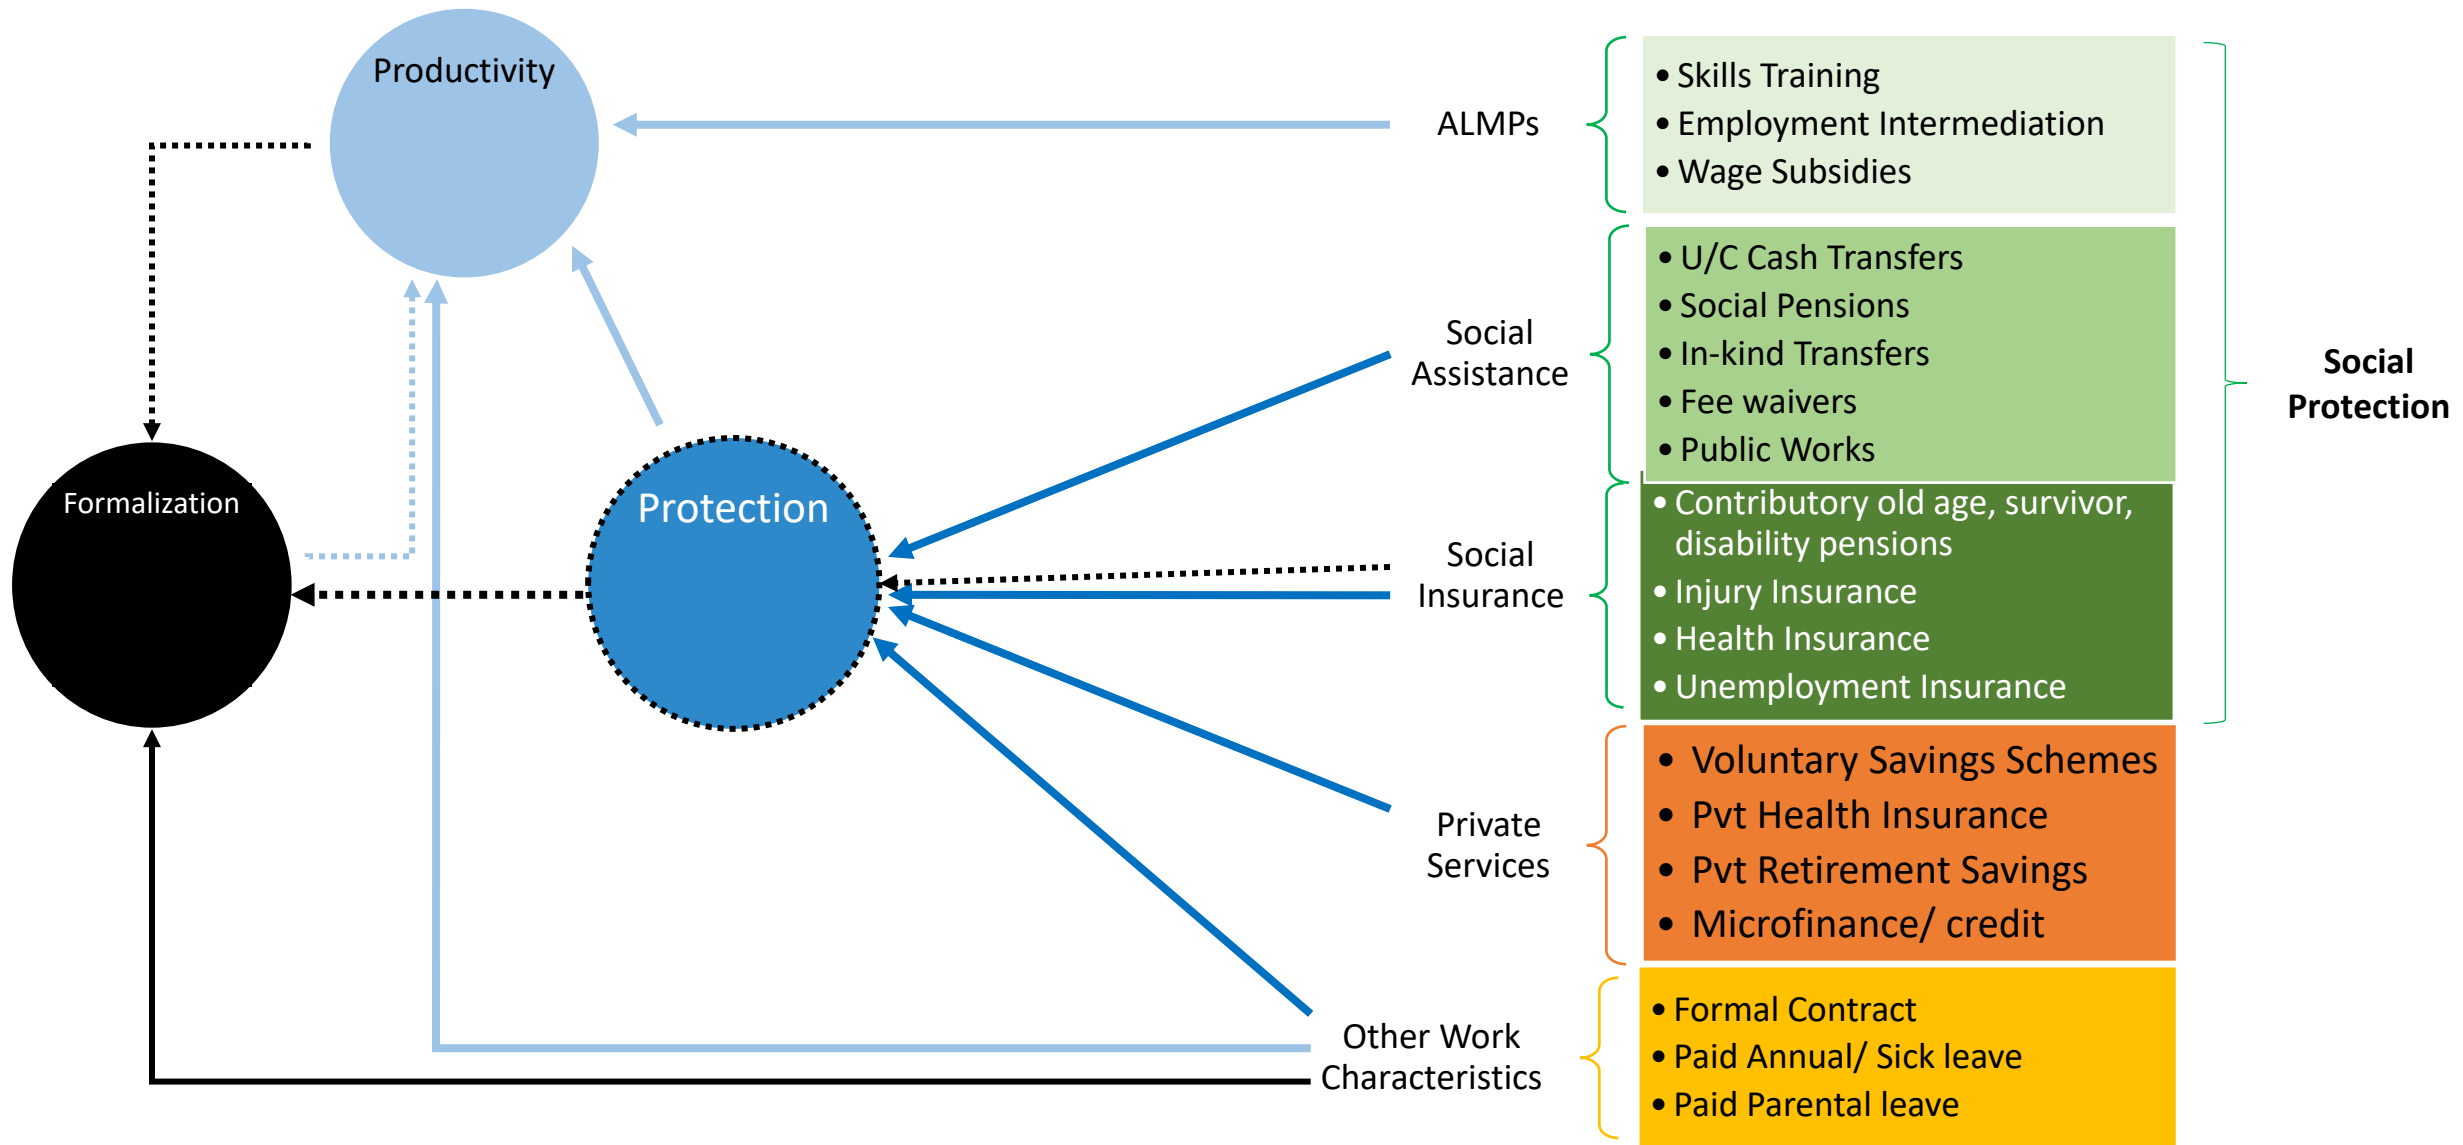 Productivity
Formalization
Protection
ALMPs
Social
Assistance
Social
Insurance
Private
Services
Other Work
Characteristics
• Skills Training
• Employment Intermediation
• Wage Subsidies
• U/C Cash Transfers
• Social Pensions
• In-kind Transfers
• Fee waivers
• Public Works
• Contributory old age, survivor,
disability pensions
• Injury Insurance
• Health Insurance
• Unemployment Insurance
• Voluntary Savings Schemes
• Pvt Health Insurance
• Pvt Retirement Savings
• Microfinance/ credit
• Formal Contract
• Paid Annual/ Sick leave
• Paid Parental leave
Social
Protection